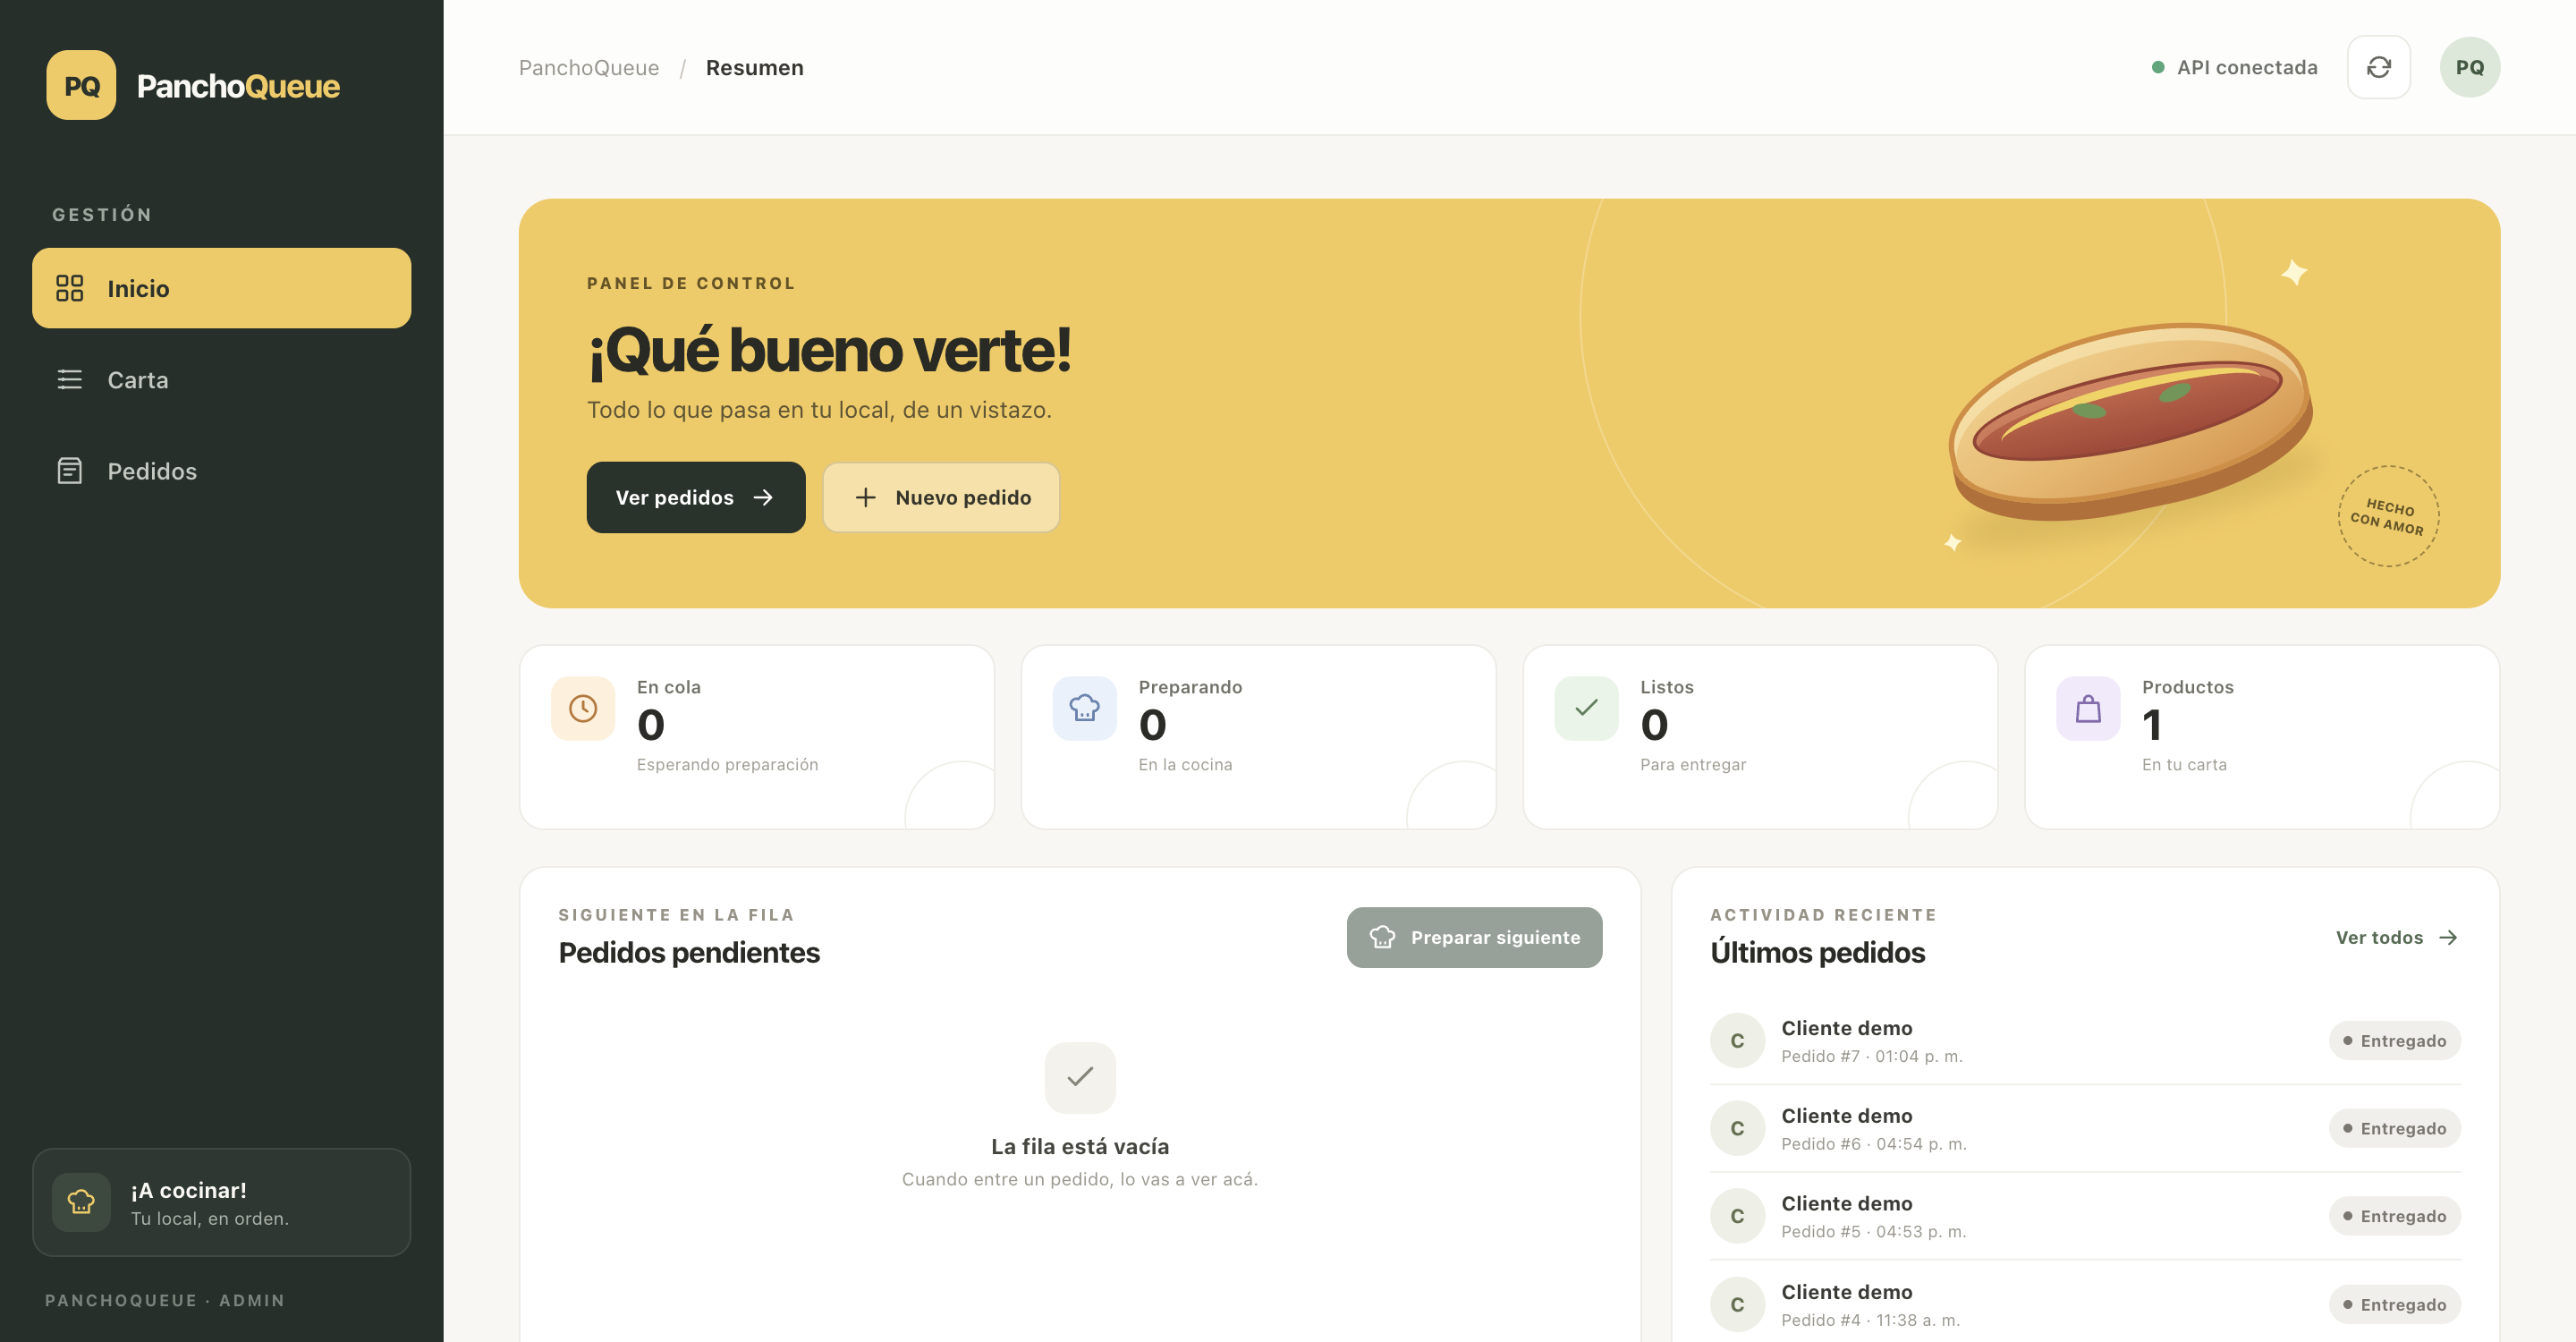 PQ
PanchoQueue
GESTIÓN
Inicio
Carta
Pedidos
¡A cocinar!
Tu local, en orden.
PANCHOQUEUE · ADMIN
PanchoQueue / Resumen
API conectada
PQ
PANEL DE CONTROL
¡Qué bueno verte!
Todo lo que pasa en tu local, de un vistazo.
Ver pedidos
Nuevo pedido
HECHO
CON AMOR
En cola
0
Esperando preparación
Preparando
0
En la cocina
Listos
0
Para entregar
Productos
1
En tu carta
SIGUIENTE EN LA FILA
Pedidos pendientes
Preparar siguiente
La fila está vacía
Cuando entre un pedido, lo vas a ver acá.
ACTIVIDAD RECIENTE
Últimos pedidos
Ver todos
C
Cliente demo
Pedido #7 · 01:04 p. m.
Entregado
C
Cliente demo
Pedido #6 · 04:54 p. m.
Entregado
C
Cliente demo
Pedido #5 · 04:53 p. m.
Entregado
C
Cliente demo
Pedido #4 · 11:38 a. m.
Entregado